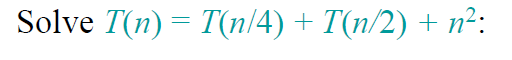 Solve T(n) = T(n/4) + T(n/2) + n²: